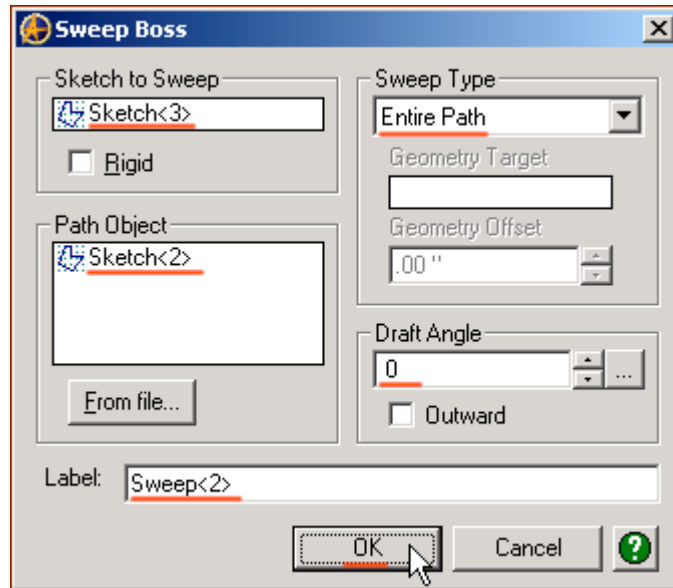 Sweep Boss
Sketch to Sweep
Sketch<3>
Rigid
Path Object
Sketch<2>
From file...
Sweep Type
Entire Path
Geometry Target
Geometry Offset
.00 "
Draft Angle
0
...
Outward
Label:
Sweep<2>
OK
Cancel
?